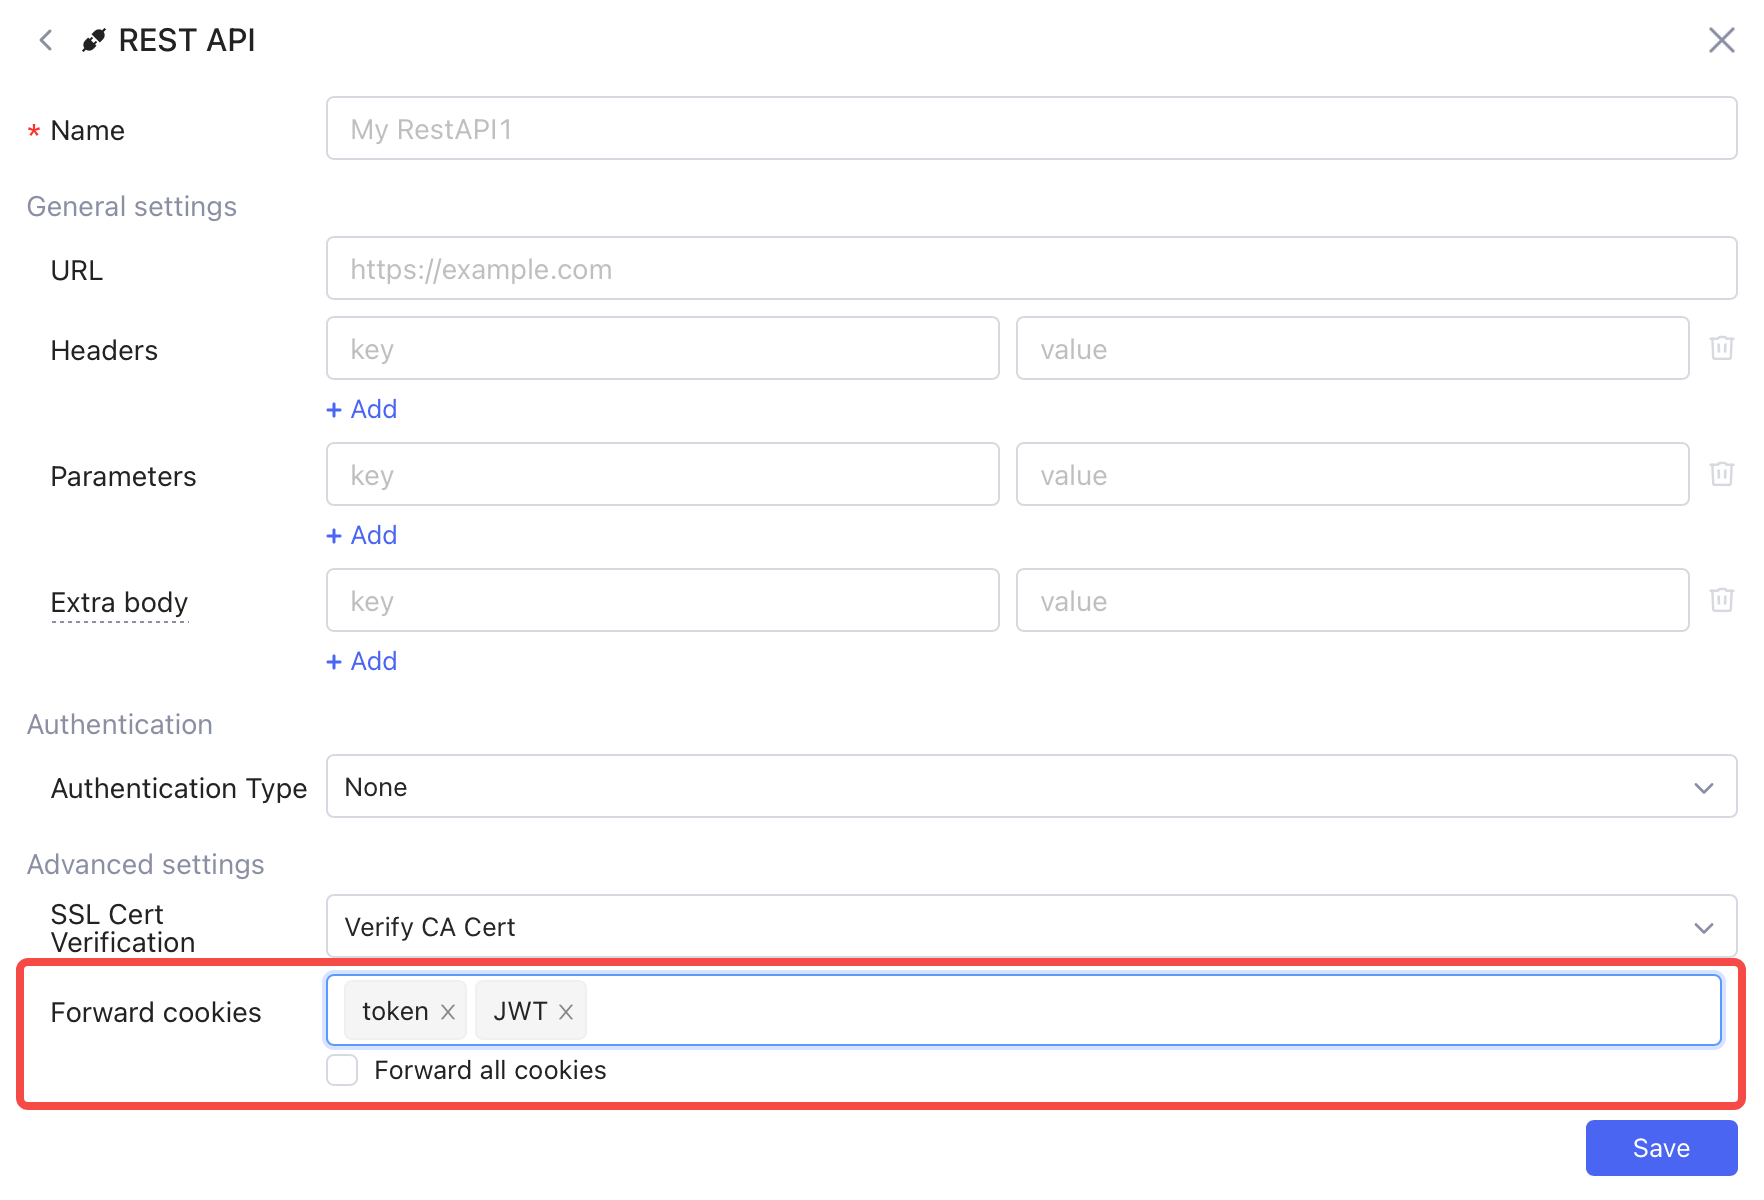 REST API
* Name
My RestAPI1
General settings
URL
https://example.com
Headers
key
value
+ Add
Parameters
key
value
+ Add
Extra body
key
value
+ Add
Authentication
Authentication Type
None
Advanced settings
SSL Cert
Verification
Verify CA Cert
Forward cookies
token
JWT
Forward all cookies
Save